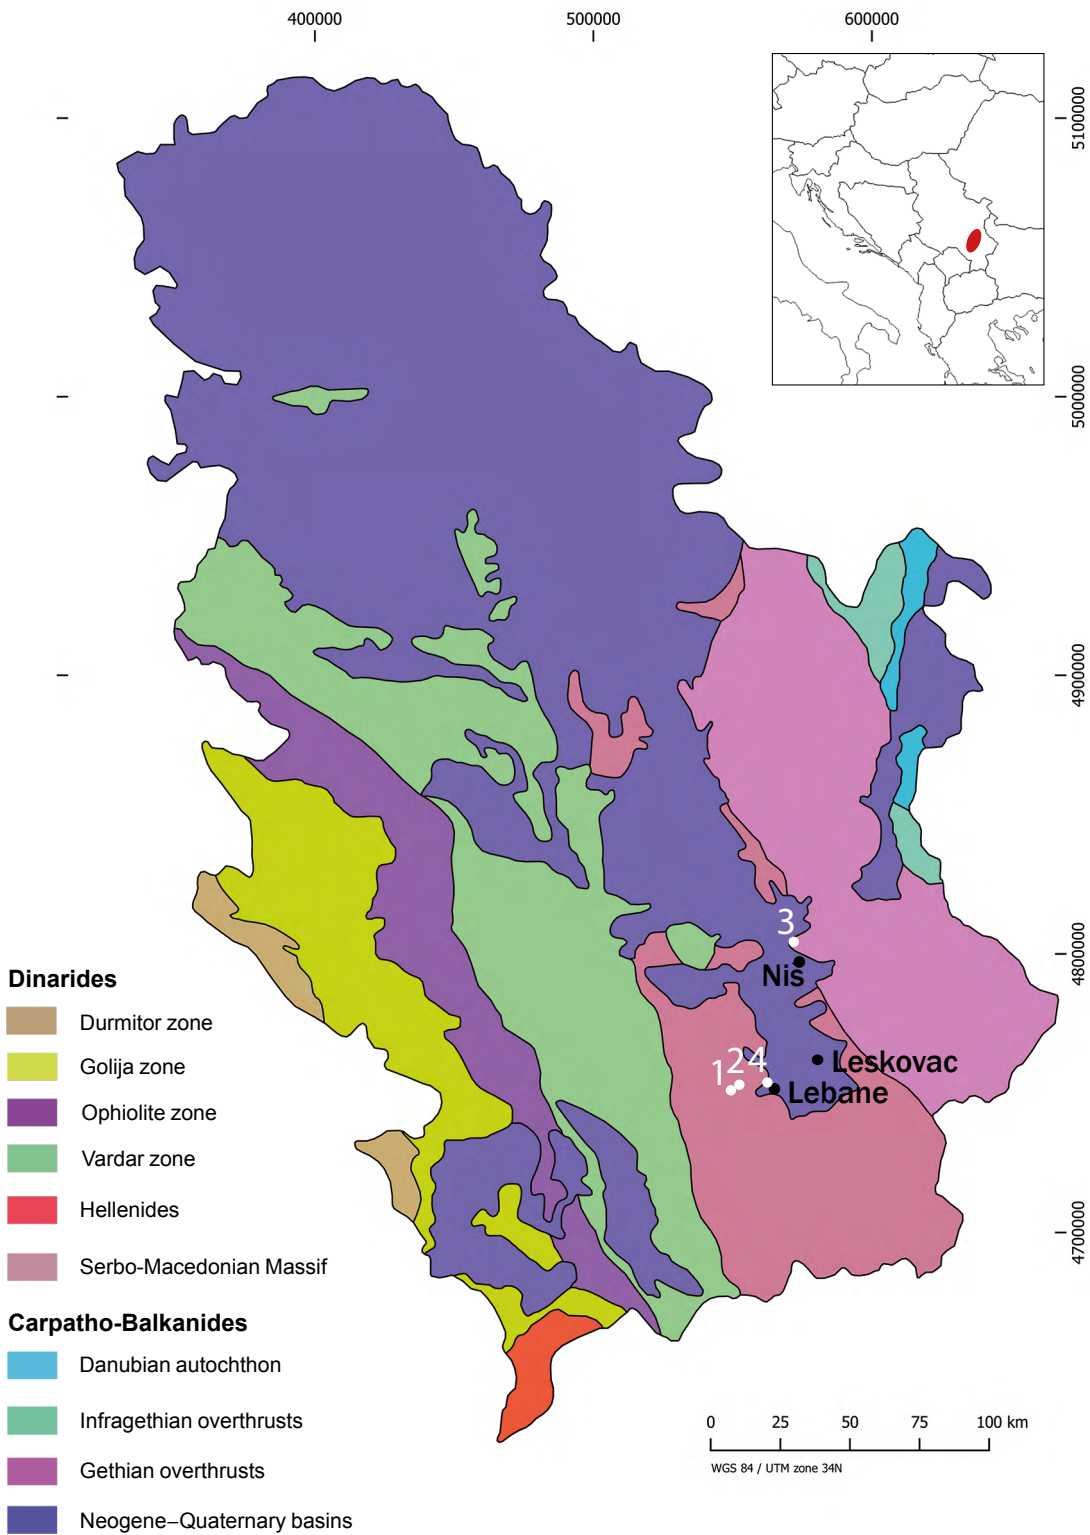 400000
500000
600000
5100000
5000000
4900000
4800000
4700000
3
Niš
1
2
4
Leskovac
Lebane
Dinarides
Durmitor zone
Golija zone
Ophiolite zone
Vardar zone
Hellenides
Serbo-Macedonian Massif
Carpatho-Balkanides
Danubian autochthon
Infragethian overthrusts
Gethian overthrusts
Neogene–Quaternary basins
0 25 50 75 100 km
WGS 84 / UTM zone 34N